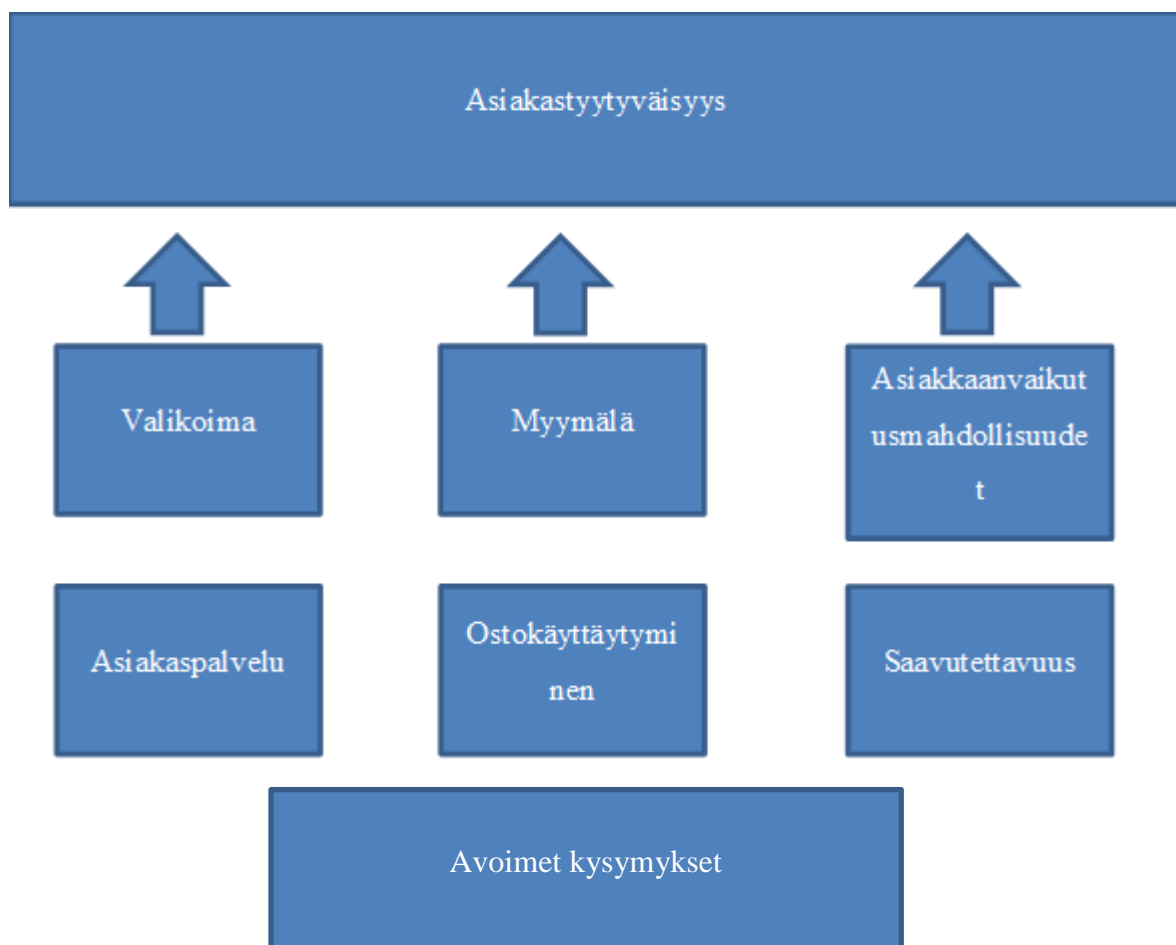 Asiakastyytyväisyys
Valikoima
Myymälä
Asiakkaanvaikut
usmahdollisuude
t
Asiakaspalvelu
Ostokäyttäytymi
nen
Saavutettavuus
Avoimet kysymykset